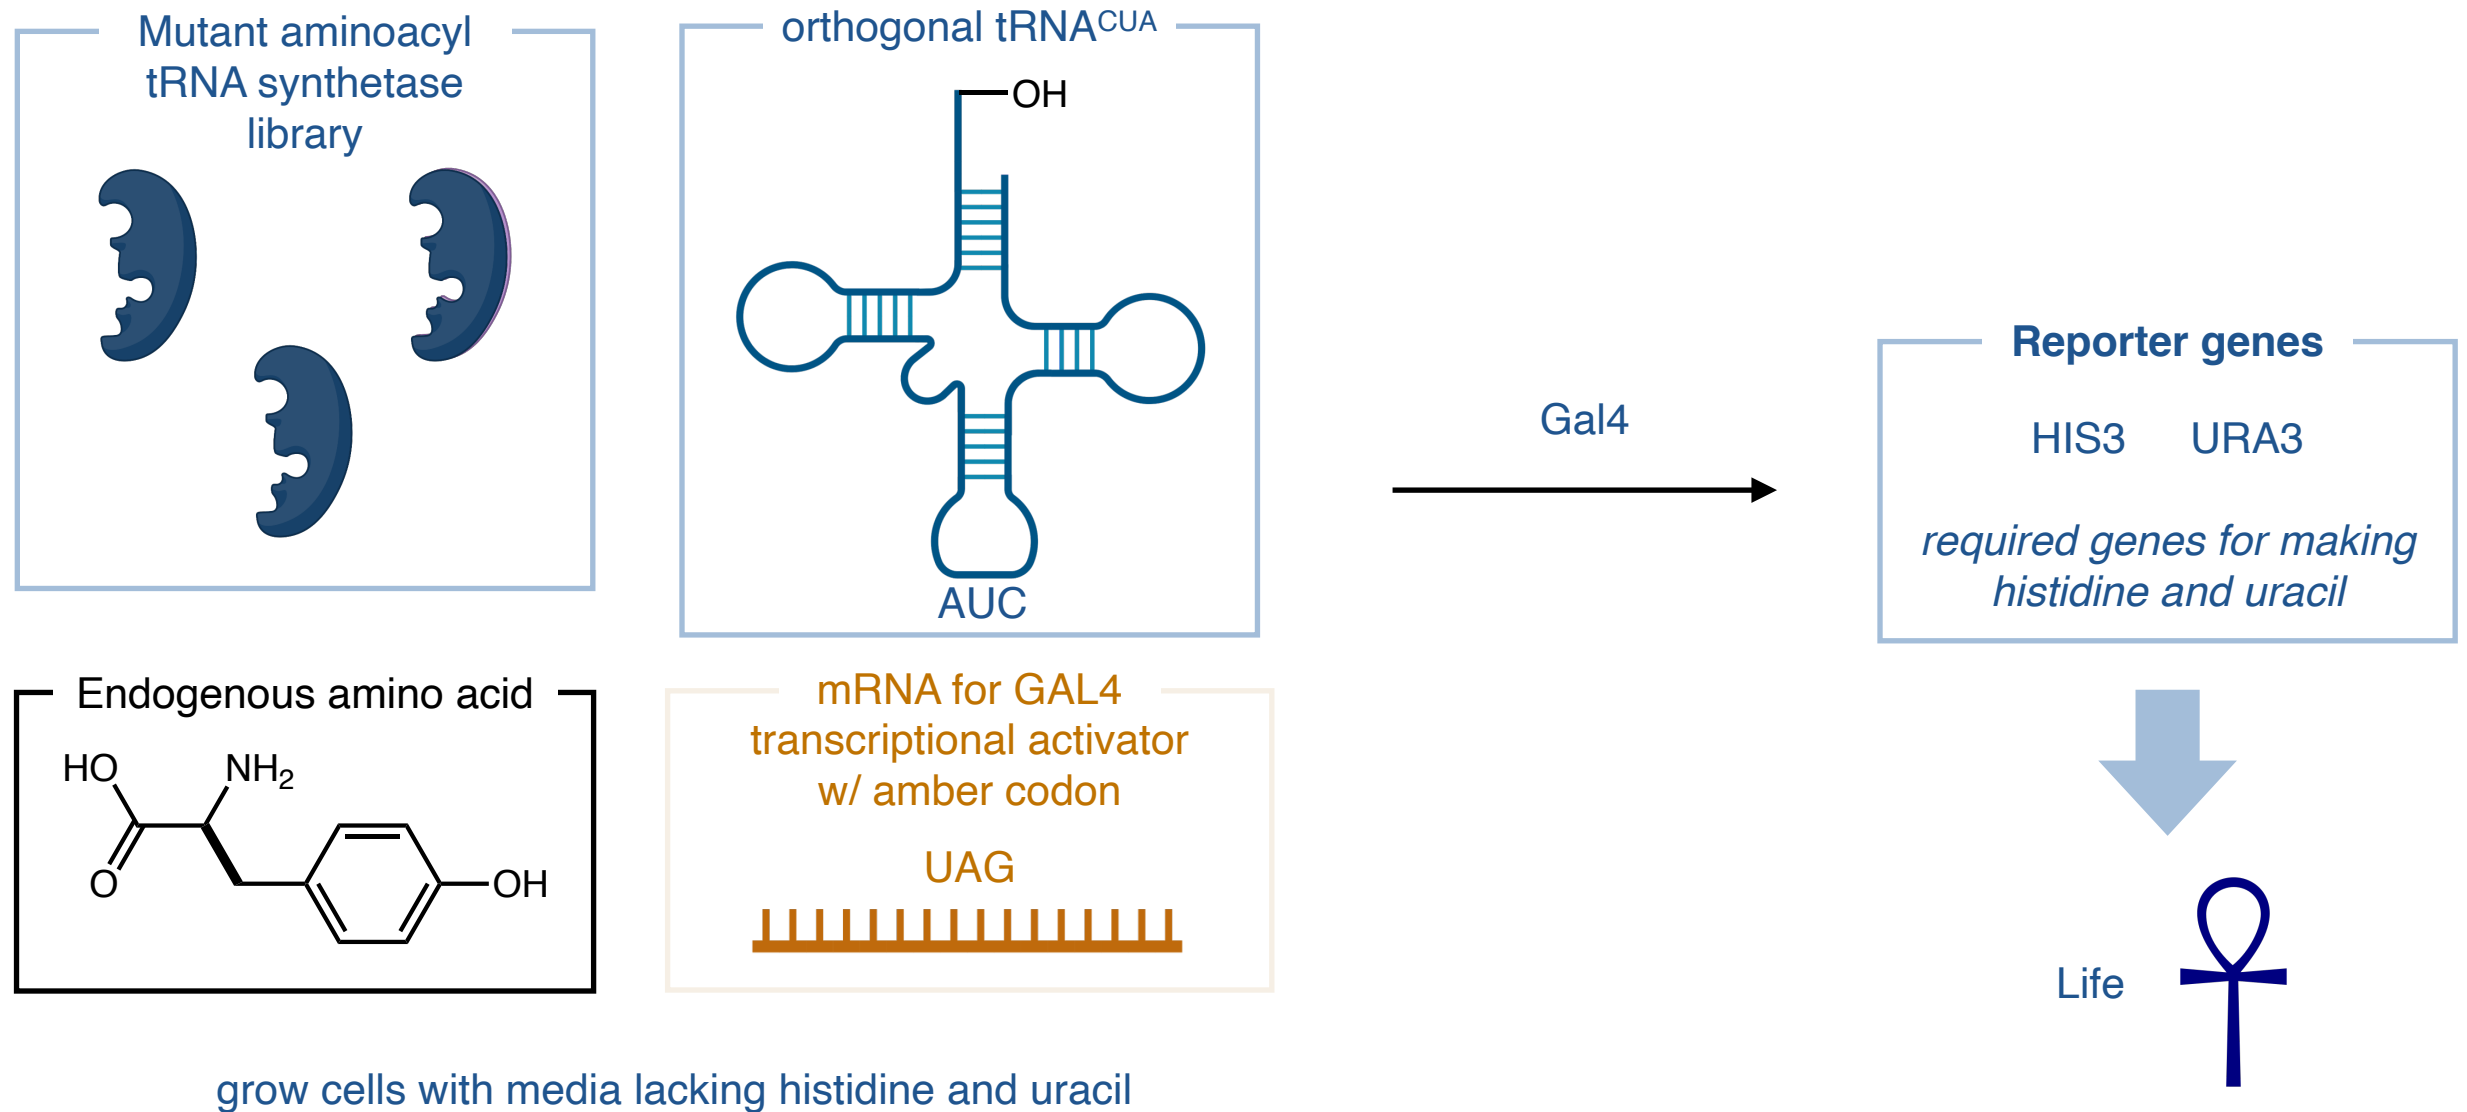 Mutant aminoacyl
tRNA synthetase
library
orthogonal tRNACUA
OH
AUC
Endogenous amino acid
HO
NH2
O
OH
mRNA for GAL4
transcriptional activator
w/ amber codon
UAG
grow cells with media lacking histidine and uracil
Gal4
Reporter genes
HIS3 URA3
required genes for making
histidine and uracil
Life